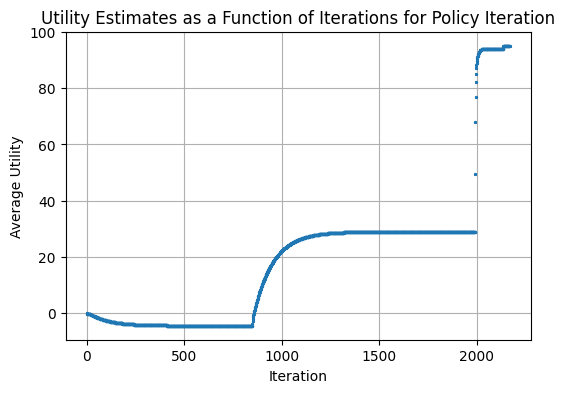 Utility Estimates as a Function of Iterations for Policy Iteration
100
80
60
40
20
0
Average Utility
0 500 1000 1500 2000
Iteration